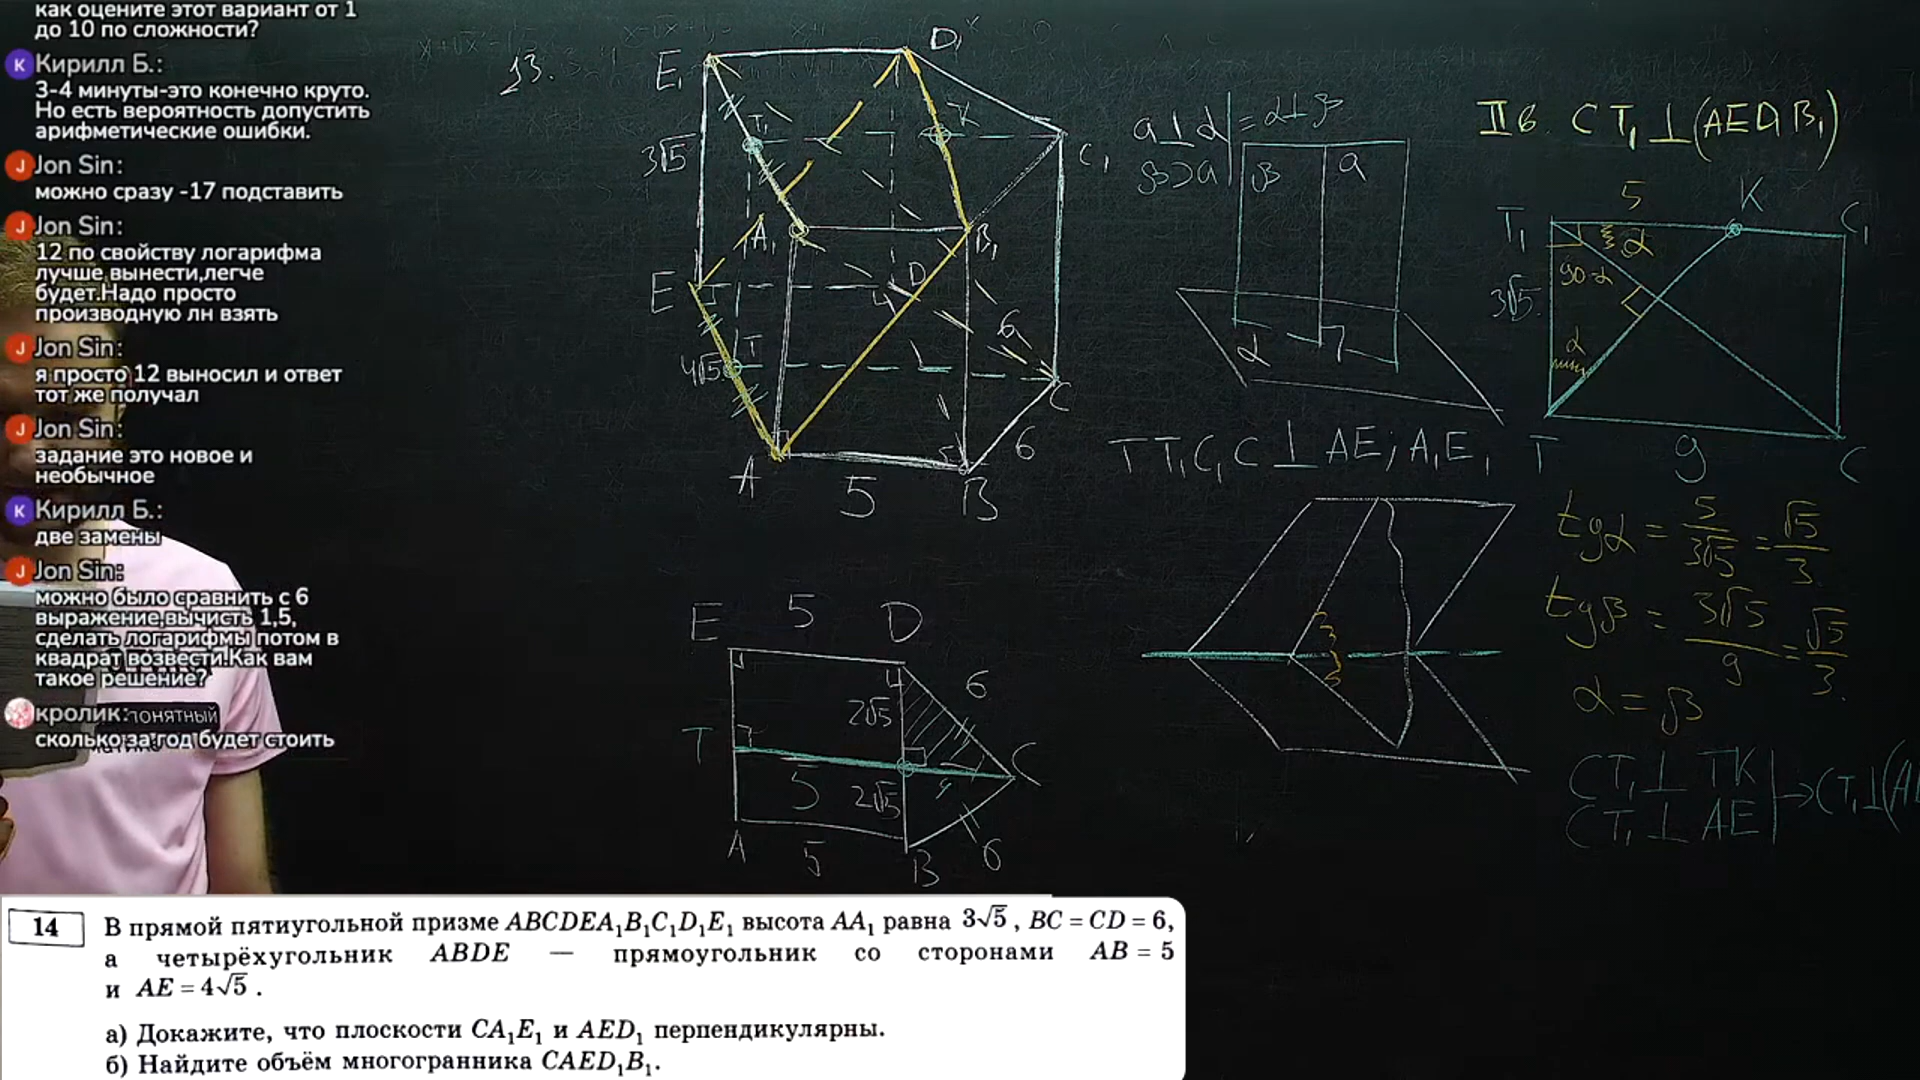 как оцените этот вариант от 1
до 10 по сложности?
К Кирилл Б.:
3-4 минуты-это конечно круто.
Но есть вероятность допустить
арифметические ошибки.
J Jon Sin:
можно сразу -17 подставить
J Jon Sin:
12 по свойству логарифма
лучше вынести,легче
будет.Надо просто
производную лн взять
J Jon Sin:
я просто 12 выносил и ответ
тот же получал
J Jon Sin:
задание это новое и
необычное
К Кирилл Б.:
две замены
J Jon Sin:
можно было сравнить с 6
выражение,вычисть 1,5,
сделать логарифмы потом в
квадрат возвести.Как вам
такое решение?
кролик: понятный
сколько за год будет стоить
13.
E₁
D₁
3√5
T₁
K
C₁
A₁
B₁
E
D
4
6
4√5
T
C
A
5
B
6
a⊥α
β⊃a
=α⊥β
β
a
α
TT₁C₁C⊥AE; A₁E₁
IIб. CT₁⊥(AED₁B₁)
5
T₁
K
C₁
α
90-α
3√5
α
T
9
C
tgα = 5/3√5 = √5/3
tgβ = 3√5/9 = √5/3.
α = β
CT₁⊥TK
CT₁⊥AE
E
5
D
6
2√5
T
C
5
4
2√5
A
5
B
6
14
В прямой пятиугольной призме ABCDEA₁B₁C₁D₁E₁ высота AA₁ равна 3√5, BC = CD = 6,
а четырёхугольник ABDE — прямоугольник со сторонами AB = 5
и AE = 4√5.
а) Докажите, что плоскости CA₁E₁ и AED₁ перпендикулярны.
б) Найдите объём многогранника CAED₁B₁.